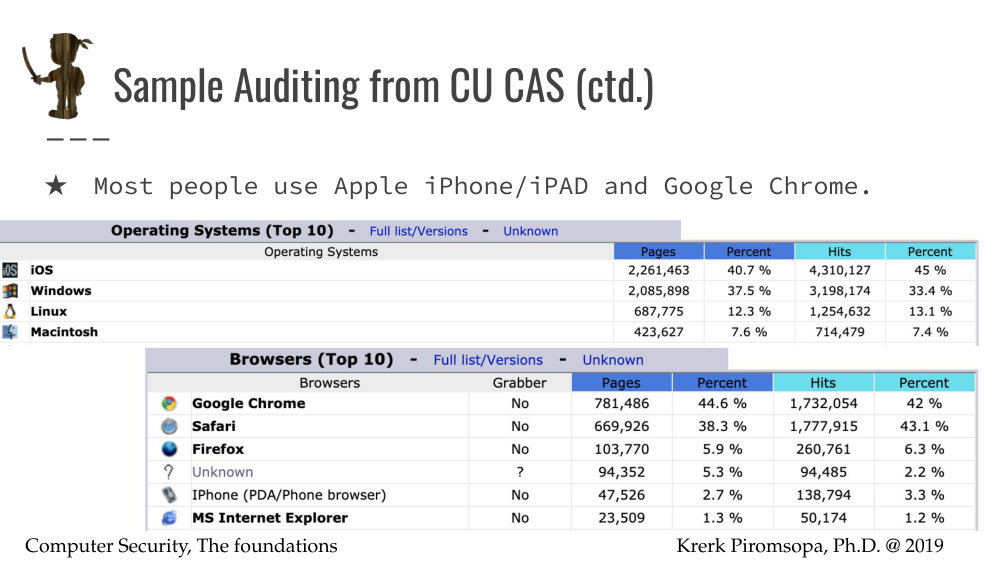 Sample Auditing from CU CAS (ctd.)
★ Most people use Apple iPhone/iPAD and Google Chrome.
Operating Systems (Top 10) - Full list/Versions - Unknown
Operating Systems Pages Percent Hits Percent
iOS iOS 2,261,463 40.7 % 4,310,127 45 %
Windows 2,085,898 37.5 % 3,198,174 33.4 %
Linux 687,775 12.3 % 1,254,632 13.1 %
Macintosh 423,627 7.6 % 714,479 7.4 %
Browsers (Top 10) - Full list/Versions - Unknown
Browsers Grabber Pages Percent Hits Percent
Google Chrome No 781,486 44.6 % 1,732,054 42 %
Safari No 669,926 38.3 % 1,777,915 43.1 %
Firefox No 103,770 5.9 % 260,761 6.3 %
? Unknown ? 94,352 5.3 % 94,485 2.2 %
IPhone (PDA/Phone browser) No 47,526 2.7 % 138,794 3.3 %
MS Internet Explorer No 23,509 1.3 % 50,174 1.2 %
Computer Security, The foundations
Krerk Piromsopa, Ph.D. @ 2019